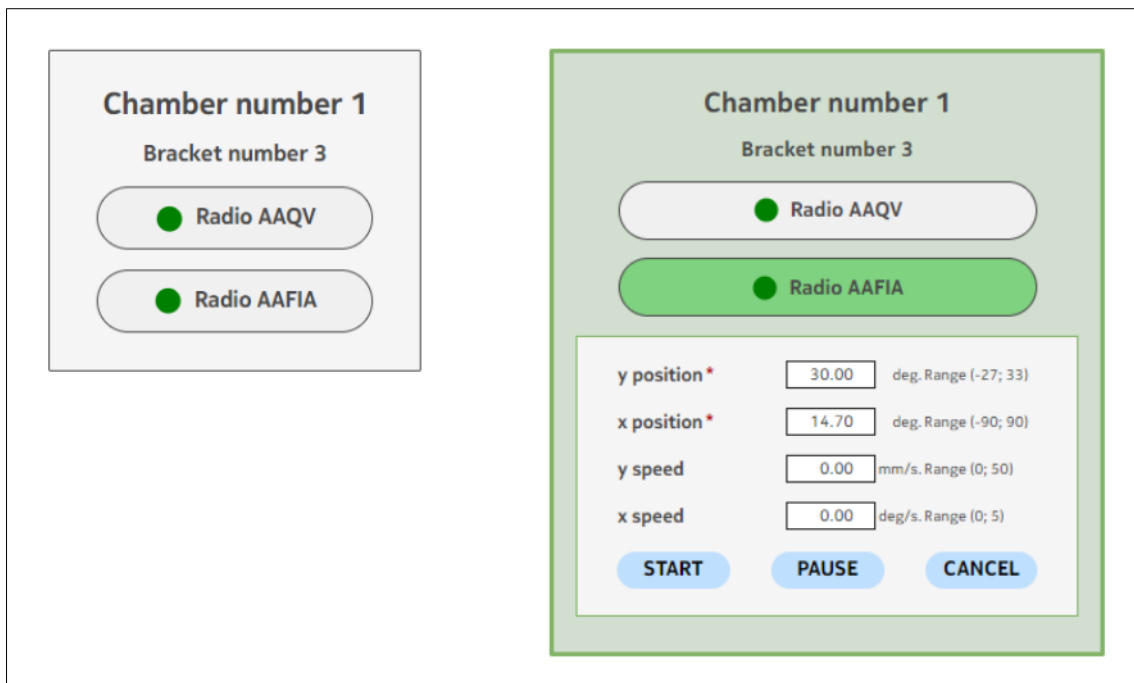 Chamber number 1
Bracket number 3
Radio AAQV
Radio AAFIA
Chamber number 1
Bracket number 3
Radio AAQV
Radio AAFIA
y position* 30.00 deg. Range (-27; 33)
x position* 14.70 deg. Range (-90; 90)
y speed 0.00 mm/s. Range (0; 50)
x speed 0.00 deg/s. Range (0; 5)
START PAUSE CANCEL